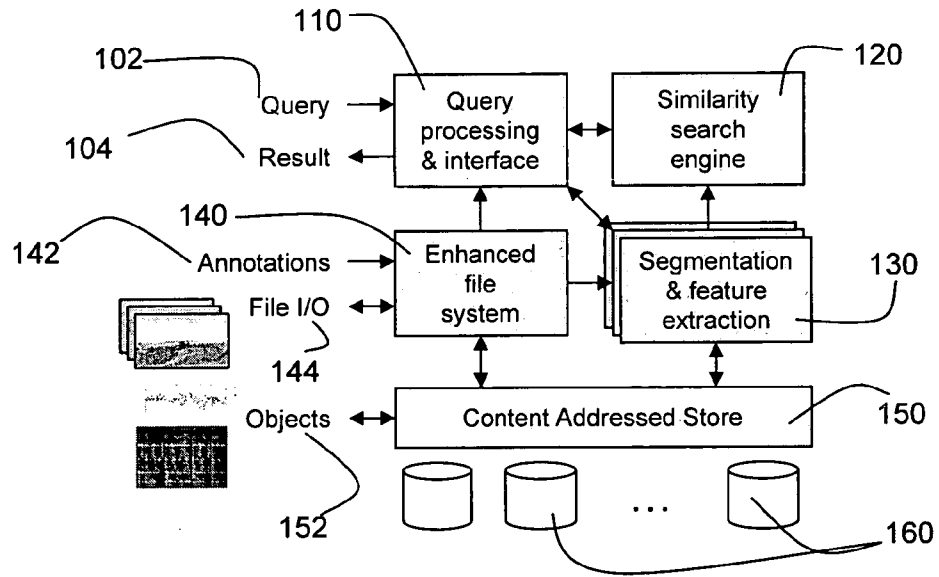 110
102
120
Query
Query
processing
& interface
Similarity
search
engine
104
Result
140
142
Annotations
Enhanced
file
system
Segmentation
& feature
extraction
130
File I/O
144
Objects
Content Addressed Store
150
152
...
160